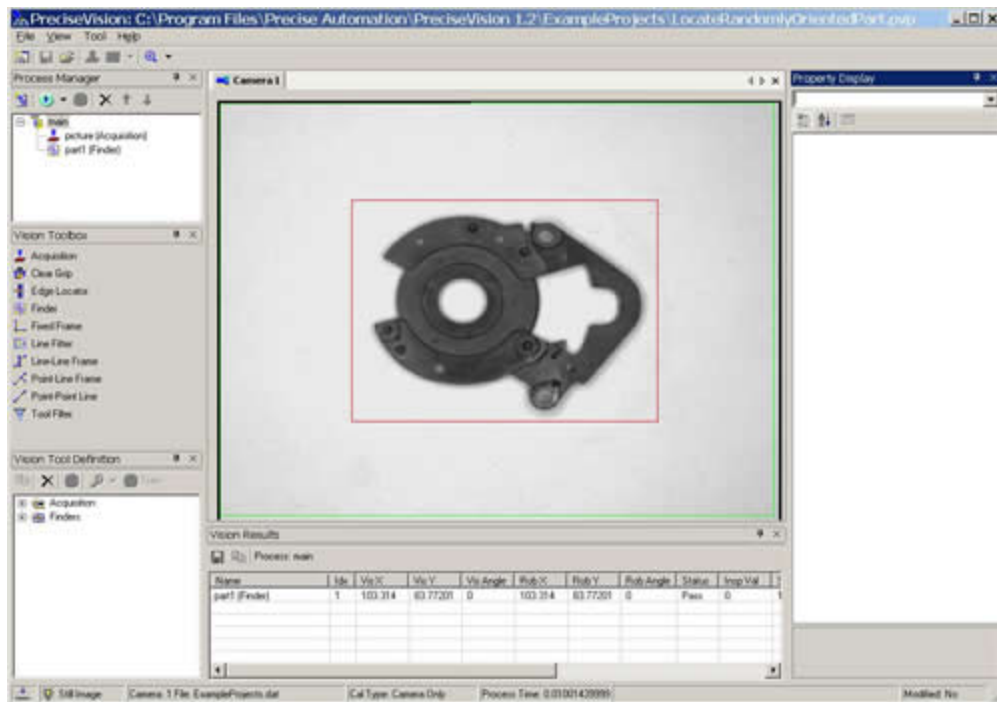 PreciseVision: C:\Program Files\Precise Automation\PreciseVision 1.2\ExampleProjects\LocateRandomlyOrientedPart.pvp
File View Tool Help
Process Manager
main
picture (Acquisition)
part1 (Finder)
Camera 1
Property Display
Vision Toolbox
Acquisition
Clear Grip
Edge Locator
Finder
Fixed Frame
Line Fitter
Line-Line Frame
Point-Line Frame
Point-Point Line
Tool Filter
Vision Tool Definition
Acquisition
Finders
Vision Results
Process: main
Name Idx Vis X Vis Y Vis Angle Rob X Rob Y Rob Angle Status Insp Val
part1 (Finder) 1 103.314 83.77201 0 103.314 83.77201 0 Pass 0 1
Still Image Camera: 1 File: ExampleProjects.dat Cal Type: Camera Only Process Time: 0.01001439999 Modified: No